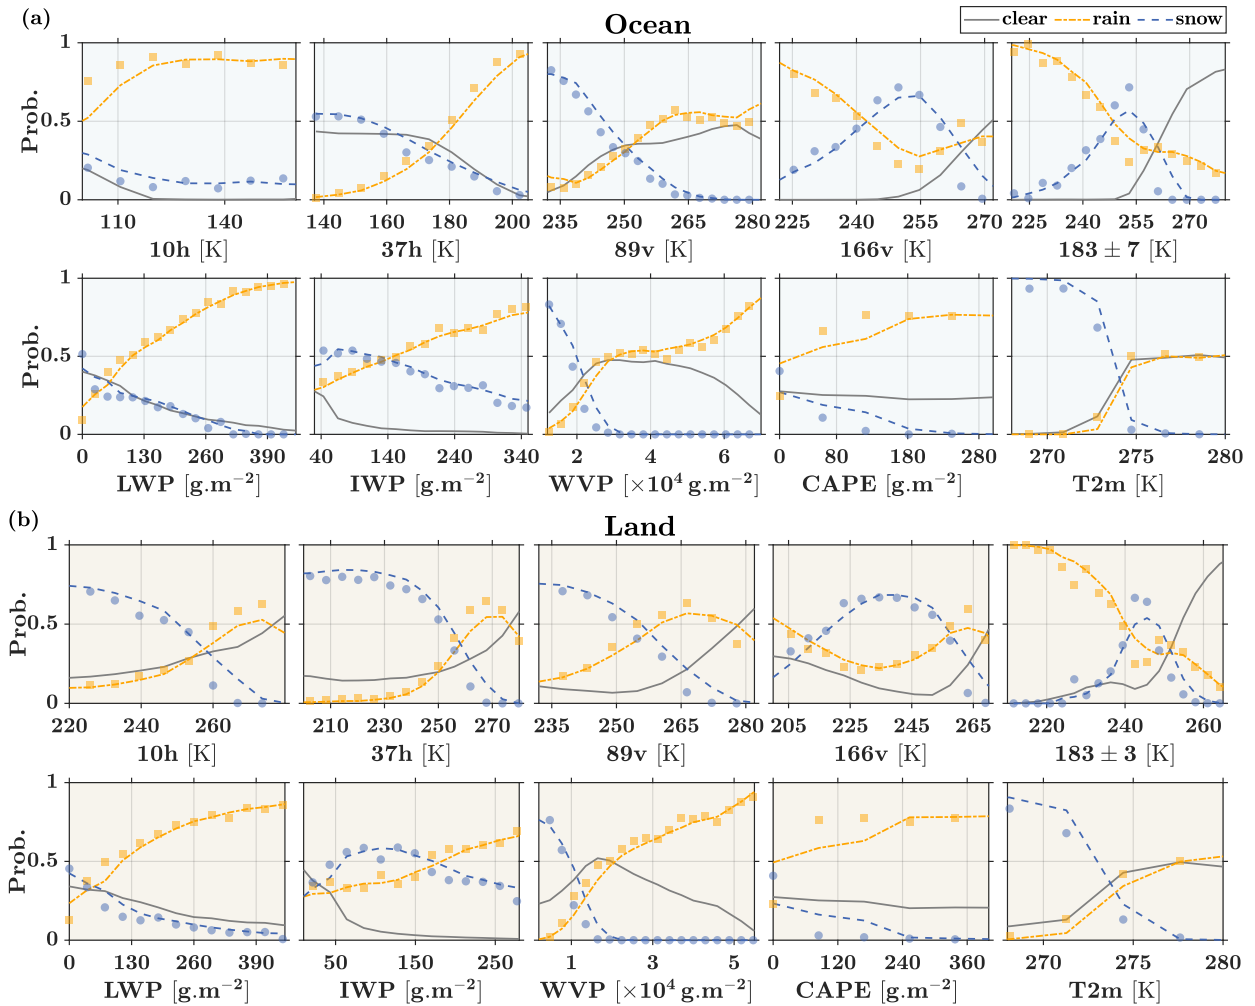 (a)
Ocean
clear rain snow
1
0.5
0
Prob.
110 140
10h [K]
140 160 180 200
37h [K]
235 250 265 280
89v [K]
225 240 255 270
166v [K]
225 240 255 270
183 ± 7 [K]
1
0.5
0
Prob.
0 130 260 390
LWP [g.m−2]
40 140 240 340
IWP [g.m−2]
2 4 6
WVP [×10⁴ g.m−2]
0 90 180 290
CAPE [g.m−2]
270 275 280
T2m [K]
(b)
Land
1
0.5
0
Prob.
220 240 260
10h [K]
210 230 250 270
37h [K]
235 250 265 280
89v [K]
205 225 245 265
166v [K]
220 240 260
183 ± 3 [K]
1
0.5
0
Prob.
0 130 260 390
LWP [g.m−2]
50 150 250
IWP [g.m−2]
1 3 5
WVP [×10⁴ g.m−2]
0 120 240 360
CAPE [g.m−2]
270 275 280
T2m [K]